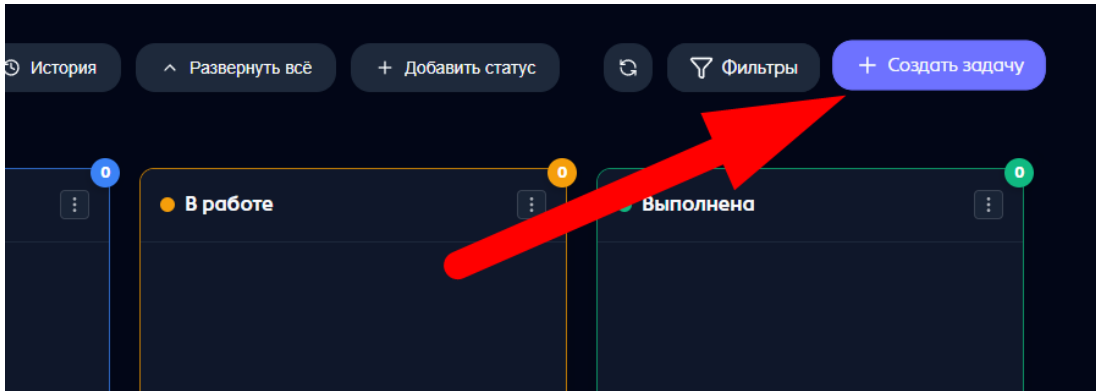 История
Развернуть всё
+ Добавить статус
Фильтры
+ Создать задачу
0
0
0
В работе
Выполнена